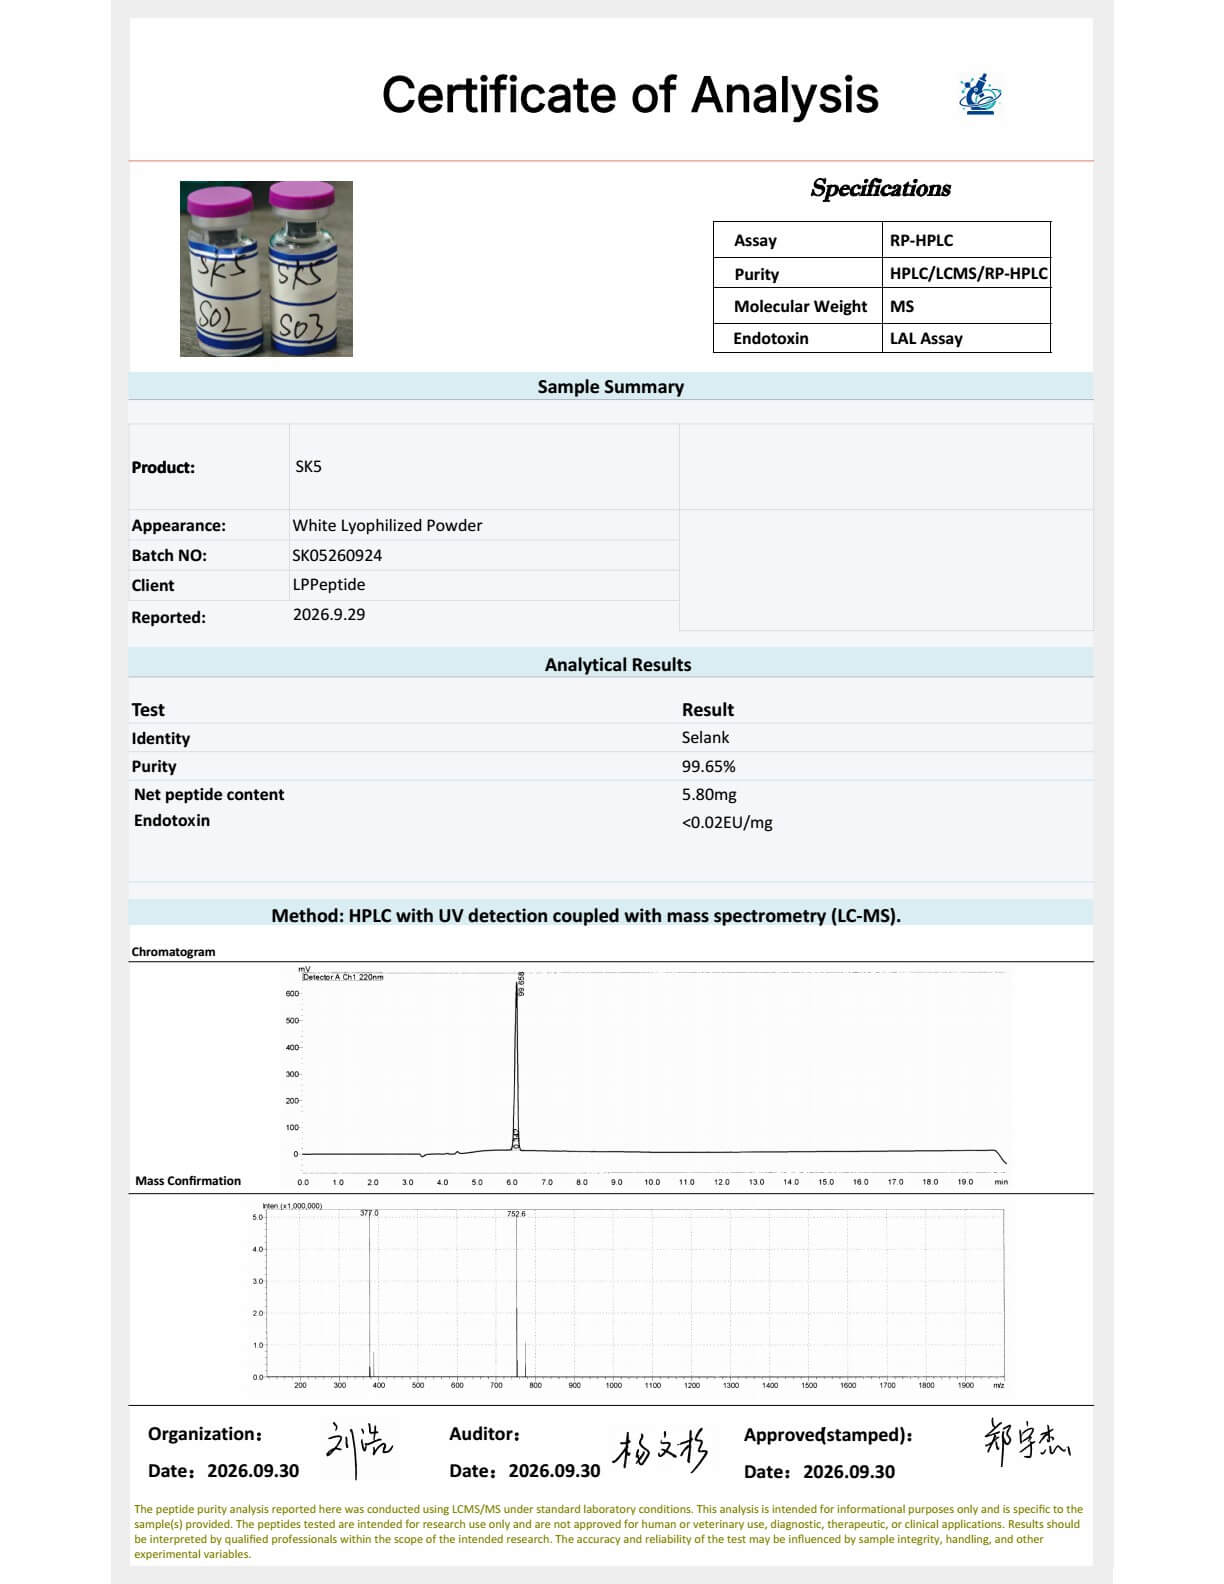 Certificate of Analysis
SK5
S02
SK5
S03
Specifications
Assay RP-HPLC
Purity HPLC/LCMS/RP-HPLC
Molecular Weight MS
Endotoxin LAL Assay
Sample Summary
Product: SK5
Appearance: White Lyophilized Powder
Batch NO: SK05260924
Client LPPeptide
Reported: 2026.9.29
Analytical Results
Test Result
Identity Selank
Purity 99.65%
Net peptide content 5.80mg
Endotoxin <0.02EU/mg
Method: HPLC with UV detection coupled with mass spectrometry (LC-MS).
Chromatogram
mV
Detector A Ch1 220nm
99.658
600
500
400
300
200
100
0
0.0 1.0 2.0 3.0 4.0 5.0 6.0 7.0 8.0 9.0 10.0 11.0 12.0 13.0 14.0 15.0 16.0 17.0 18.0 19.0 min
Mass Confirmation
Inten.(x1,000,000)
377.0 752.6
5.0
4.0
3.0
2.0
1.0
0.0
200 300 400 500 600 700 800 900 1000 1100 1200 1300 1400 1500 1600 1700 1800 1900 m/z
Organization: 刘浩 Auditor: 杨文杉 Approved(stamped): 郑宇杰
Date: 2026.09.30 Date: 2026.09.30 Date: 2026.09.30
The peptide purity analysis reported here was conducted using LCMS/MS under standard laboratory conditions. This analysis is intended for informational purposes only and is specific to the
sample(s) provided. The peptides tested are intended for research use only and are not approved for human or veterinary use, diagnostic, therapeutic, or clinical applications. Results should
be interpreted by qualified professionals within the scope of the intended research. The accuracy and reliability of the test may be influenced by sample integrity, handling, and other
experimental variables.